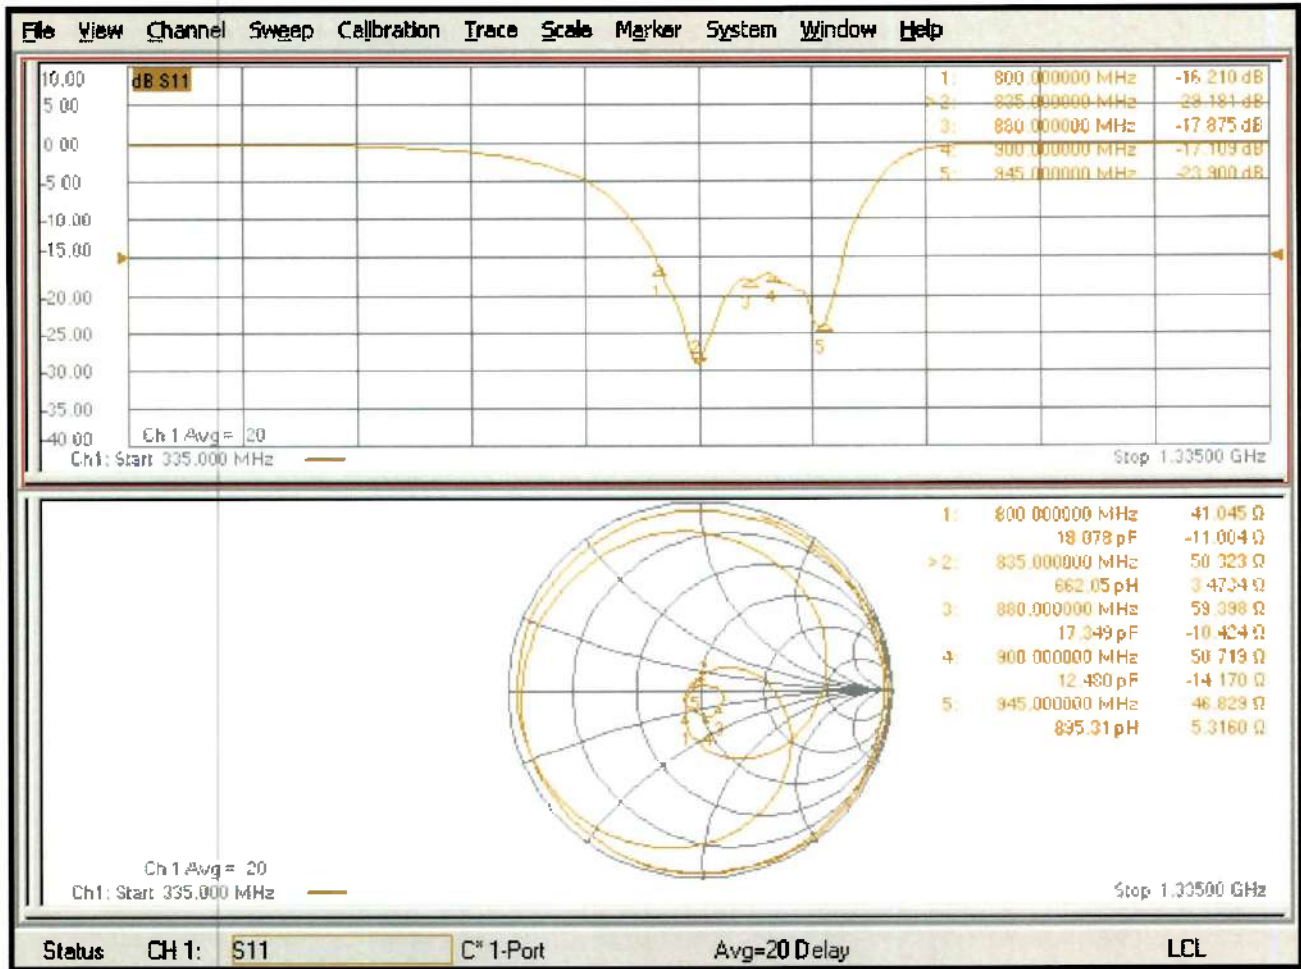 File View Channel Sweep Calibration Trace Scale Marker System Window Help
10.00
dB S11
5.00
0.00
-5.00
-10.00
-15.00
-20.00
-25.00
-30.00
-35.00
-40.00
1: 800.000000 MHz -16.210 dB
>2: 835.000000 MHz -28.181 dB
3: 880.000000 MHz -17.875 dB
4: 900.000000 MHz -17.109 dB
5: 945.000000 MHz -23.900 dB
1
2
3
4
5
Ch 1 Avg = 20
Ch1: Start 335.000 MHz
Stop 1.33500 GHz
1: 800.000000 MHz 41.045 Ω
18.078 pF -11.004 Ω
>2: 835.000000 MHz 50.323 Ω
662.05 pH 3.4734 Ω
3: 880.000000 MHz 59.398 Ω
17.349 pF -10.424 Ω
4: 900.000000 MHz 50.719 Ω
12.480 pF -14.170 Ω
5: 945.000000 MHz 46.829 Ω
895.31 pH 5.3160 Ω
Ch 1 Avg = 20
Ch1: Start 335.000 MHz
Stop 1.33500 GHz
Status CH 1: S11 C* 1-Port Avg=20 Delay LCL